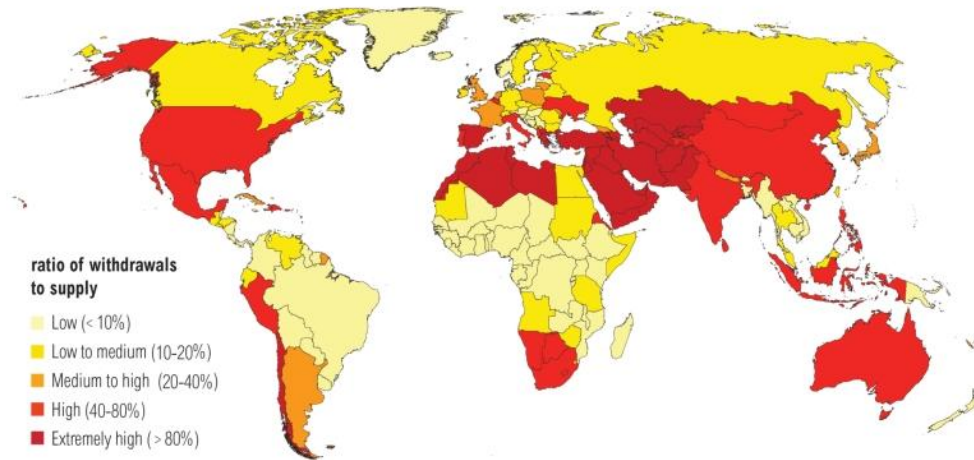 ratio of withdrawals
to supply
Low (< 10%)
Low to medium (10-20%)
Medium to high (20-40%)
High (40-80%)
Extremely high (> 80%)